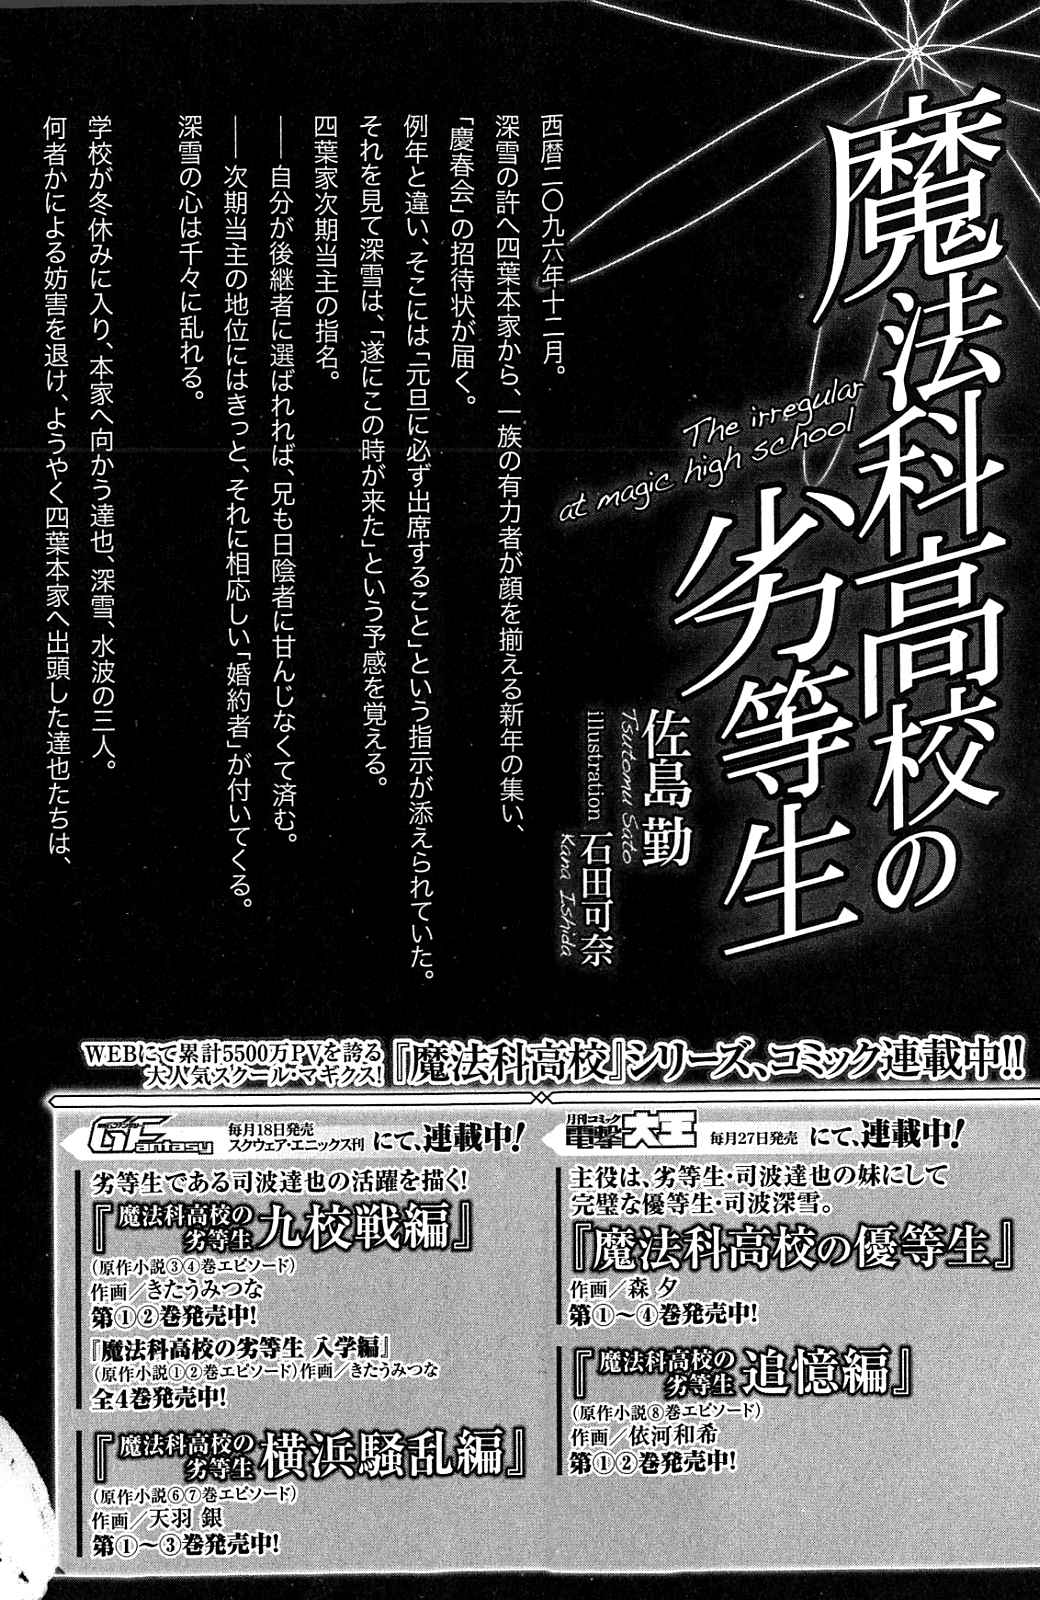 魔法科高校の
劣等生
The irregular
at magic high school
佐島 勤
Tsutomu Sato
illustration 石田可奈
Kana Ishida
西暦二〇九六年十二月。
深雪の許へ四葉本家から、一族の有力者が顔を揃える新年の集い、
「慶春会」の招待状が届く。
例年と違い、そこには「元旦に必ず出席すること」という指示が添えられていた。
それを見て深雪は、「遂にこの時が来た」という予感を覚える。
四葉家次期当主の指名。
――自分が後継者に選ばれれば、兄も日陰者に甘んじなくて済む。
――次期当主の地位にはきっと、それに相応しい「婚約者」が付いてくる。
深雪の心は千々に乱れる。
学校が冬休みに入り、本家へ向かう達也、深雪、水波の三人。
何者かによる妨害を退け、ようやく四葉本家へ出頭した達也たちは、
WEBにて累計5500万PVを誇る
大人気スクール・マギクス!
『魔法科高校』シリーズ、コミック連載中!!
GFantasy
毎月18日発売
スクウェア・エニックス刊
にて、連載中!
劣等生である司波達也の活躍を描く!
『魔法科高校の
劣等生 九校戦編』
(原作小説③④巻エピソード)
作画/きたうみつな
第①②巻発売中!
『魔法科高校の劣等生 入学編』
(原作小説①②巻エピソード)作画/きたうみつな
全4巻発売中!
『魔法科高校の
劣等生 横浜騒乱編』
(原作小説⑥⑦巻エピソード)
作画/天羽 銀
第①~③巻発売中!
月刊コミック
電撃大王
毎月27日発売 にて、連載中!
主役は、劣等生・司波達也の妹にして
完璧な優等生・司波深雪。
『魔法科高校の優等生』
作画/森 夕
第①~④巻発売中!
『魔法科高校の
劣等生 追憶編』
(原作小説⑧巻エピソード)
作画/依河和希
第①②巻発売中!